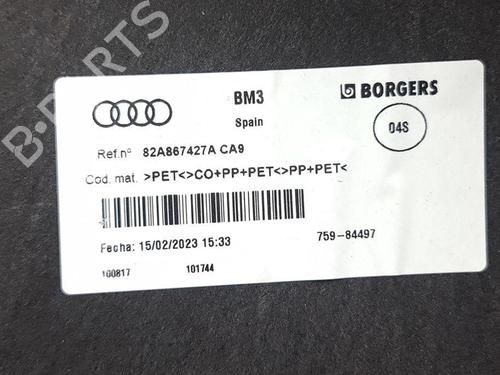 B-PARTS
BM3
Spain
BORGERS
04S
Ref.nº 82A867427A CA9
Cod. mat. >PET<>CO+PP+PET<>PP+PET<
Fecha: 15/02/2023 15:33
759-84497
100817 101744